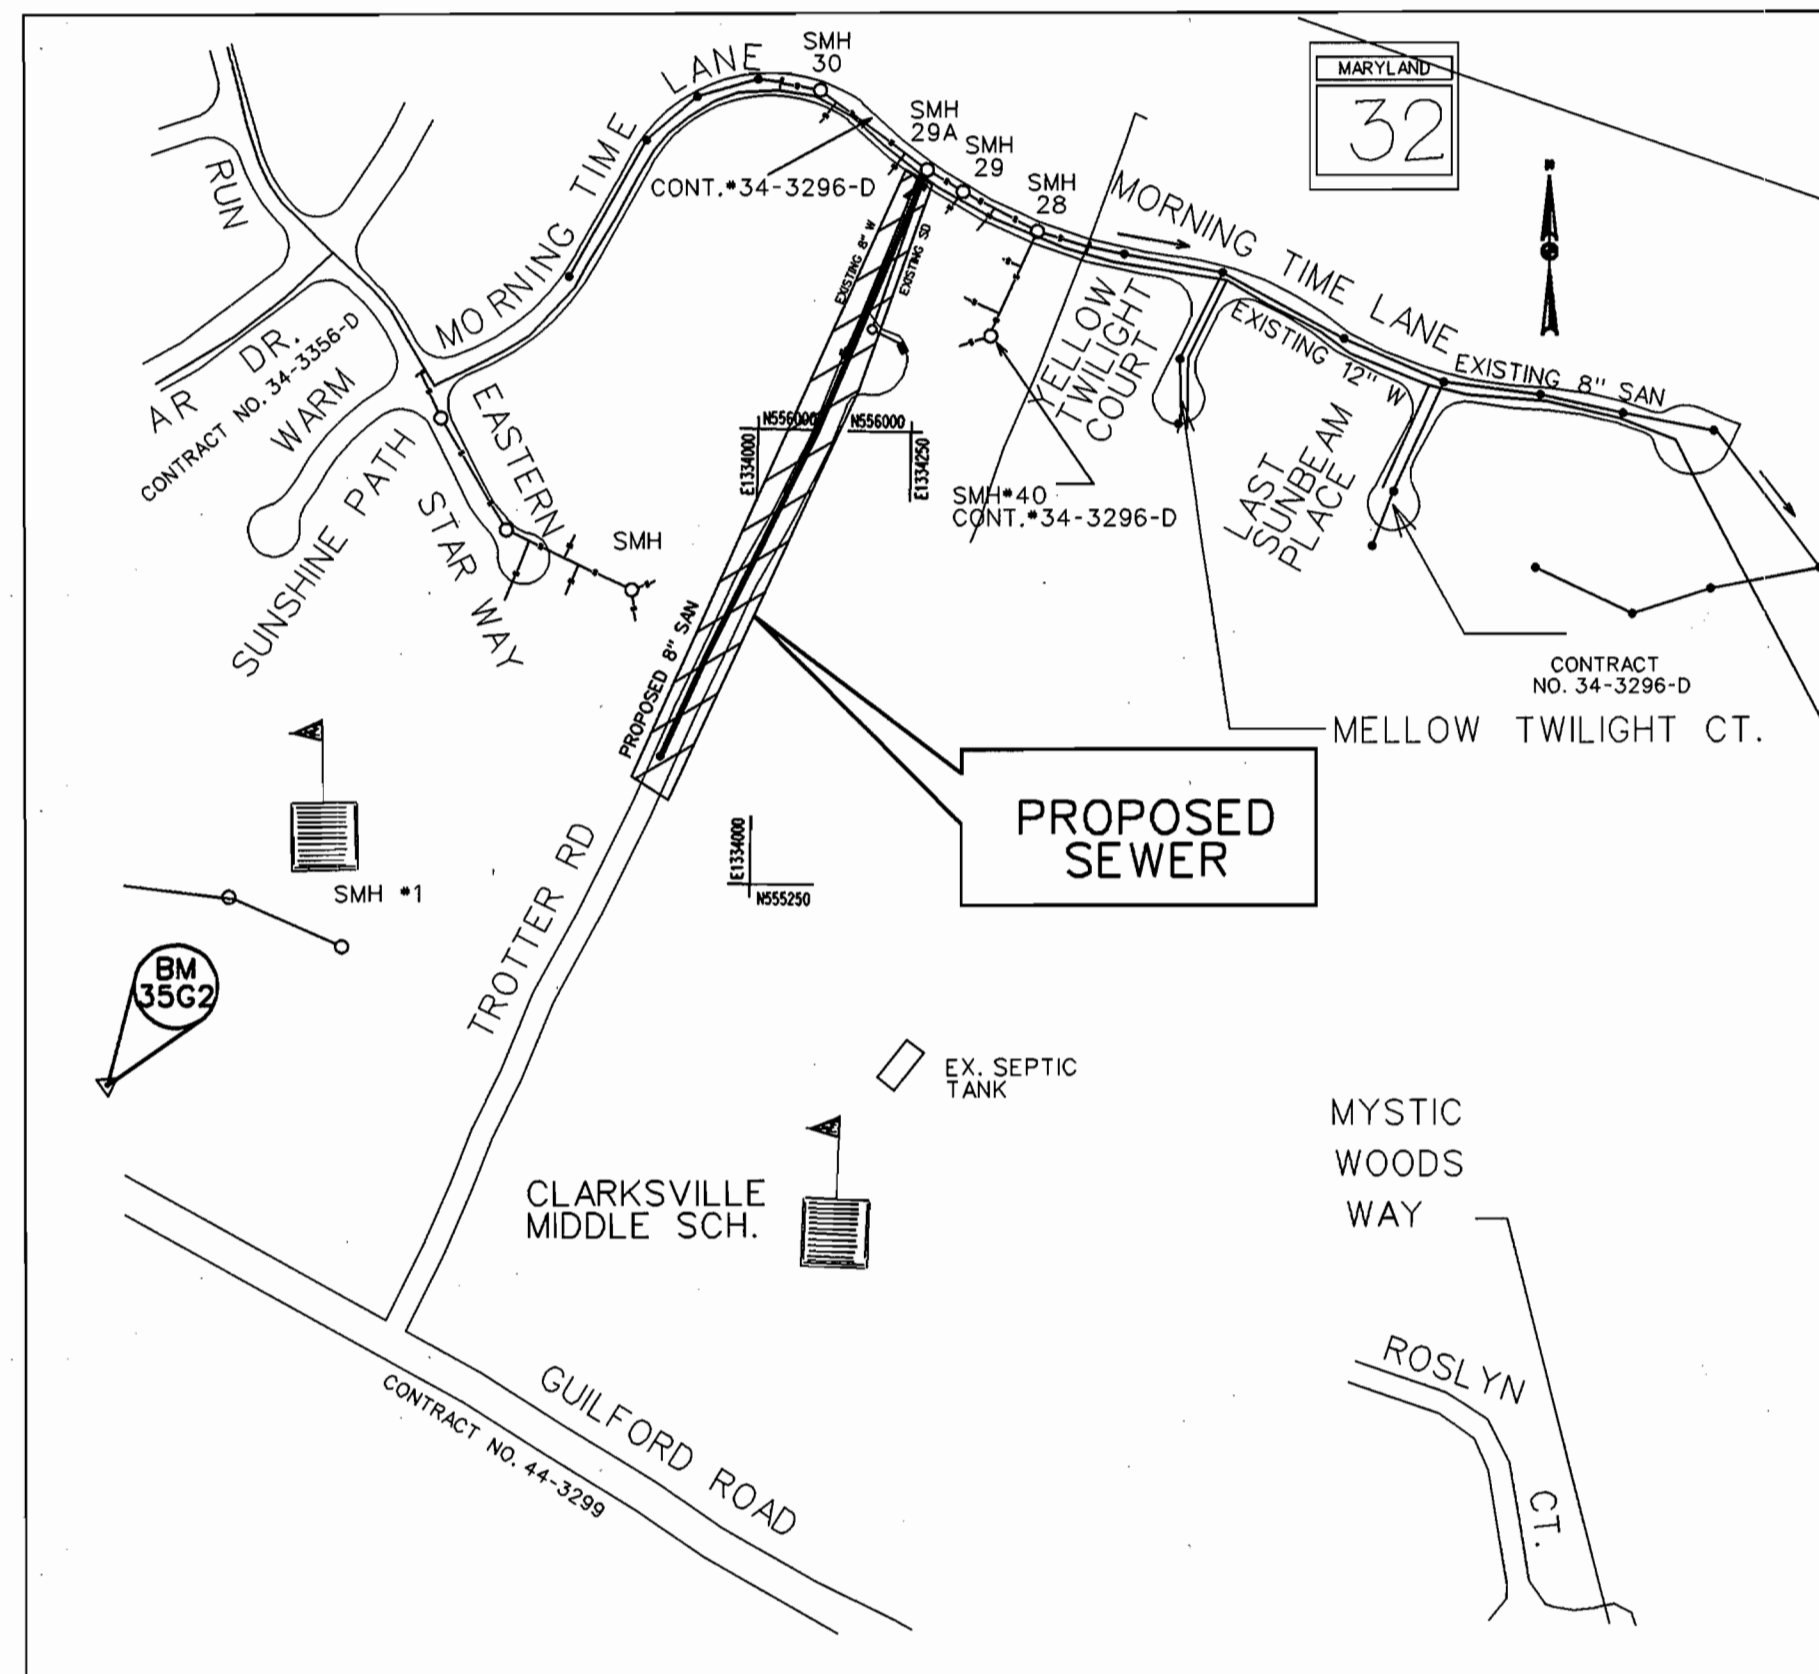 SMH
30
LANE
MORNING TIME
SMH
29A
SMH
29
SMH
28
CONT.#34-3296-D
MARYLAND
32
N
MORNING TIME LANE
RUN
EXISTING 8" W
EXISTING SD
YELLOW
TWILIGHT
COURT
EXISTING 12" W
EXISTING 8" SAN
AR DR.
CONTRACT NO. 34-3356-D
WARM
SUNSHINE PATH
EASTERN
STAR WAY
SMH
N556000
E1334000
N556000
E1334250
SMH#40
CONT.#34-3296-D
LAST
SUNBEAM
PLACE
PROPOSED 8" SAN
CONTRACT
NO. 34-3296-D
MELLOW TWILIGHT CT.
PROPOSED
SEWER
SMH #1
E1334000
N555250
TROTTER RD
BM
35G2
EX. SEPTIC
TANK
CLARKSVILLE
MIDDLE SCH.
MYSTIC
WOODS
WAY
ROSLYN
CT.
GUILFORD ROAD
CONTRACT NO. 44-3299